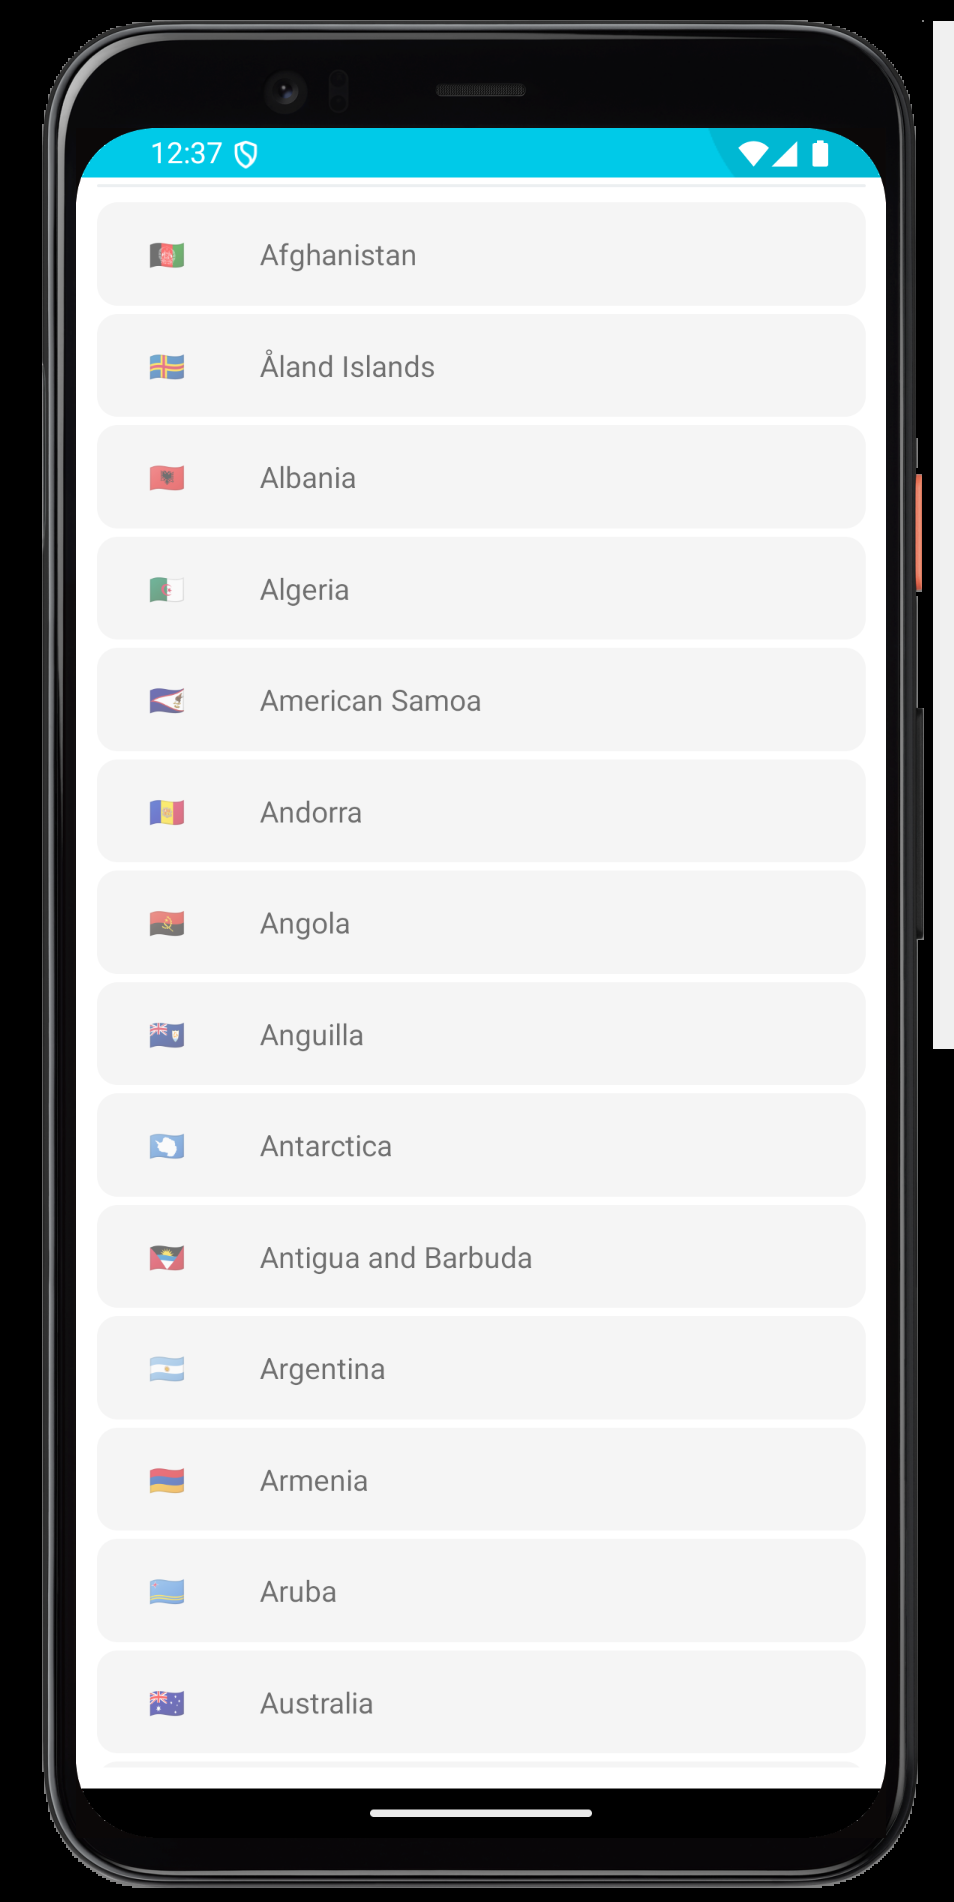 12:37
Afghanistan
Åland Islands
Albania
Algeria
American Samoa
Andorra
Angola
Anguilla
Antarctica
Antigua and Barbuda
Argentina
Armenia
Aruba
Australia